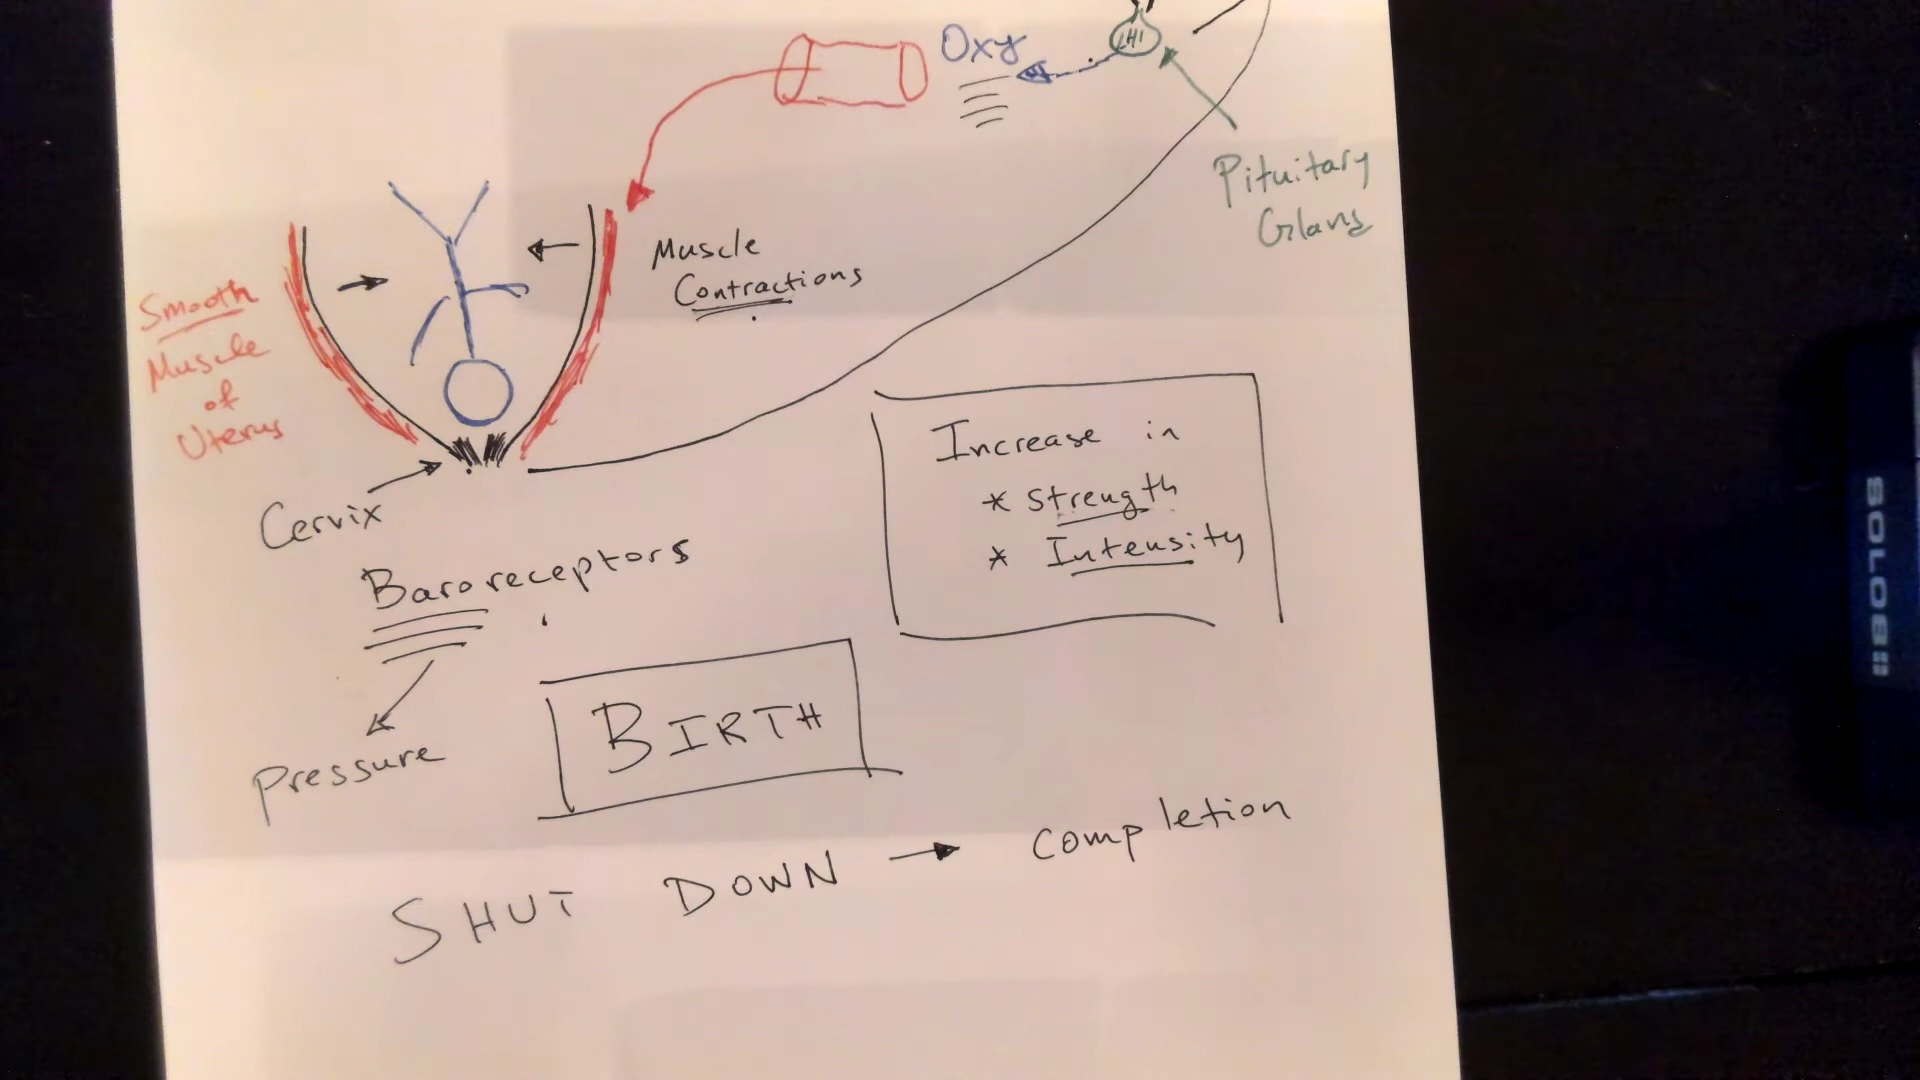 Oxy
Pituitary
Gland
Muscle
Contractions
Smooth
Muscle
of
Uterus
Cervix
Baroreceptors
Pressure
Increase in
* Strength
* Intensity
BIRTH
SHUT DOWN → completion
SOLO8